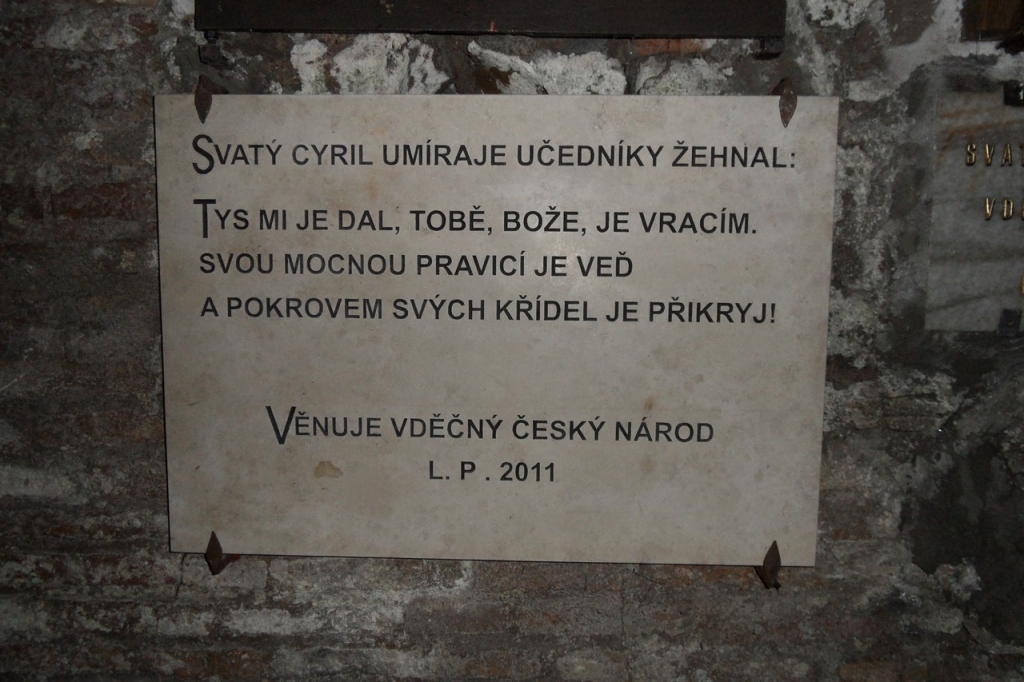 SVATÝ CYRIL UMÍRAJE UČEDNÍKY ŽEHNAL:
TYS MI JE DAL, TOBĚ, BOŽE, JE VRACÍM.
SVOU MOCNOU PRAVICÍ JE VEĎ
A POKROVEM SVÝCH KŘÍDEL JE PŘIKRYJ!
VĚNUJE VDĚČNÝ ČESKÝ NÁROD
L. P. 2011